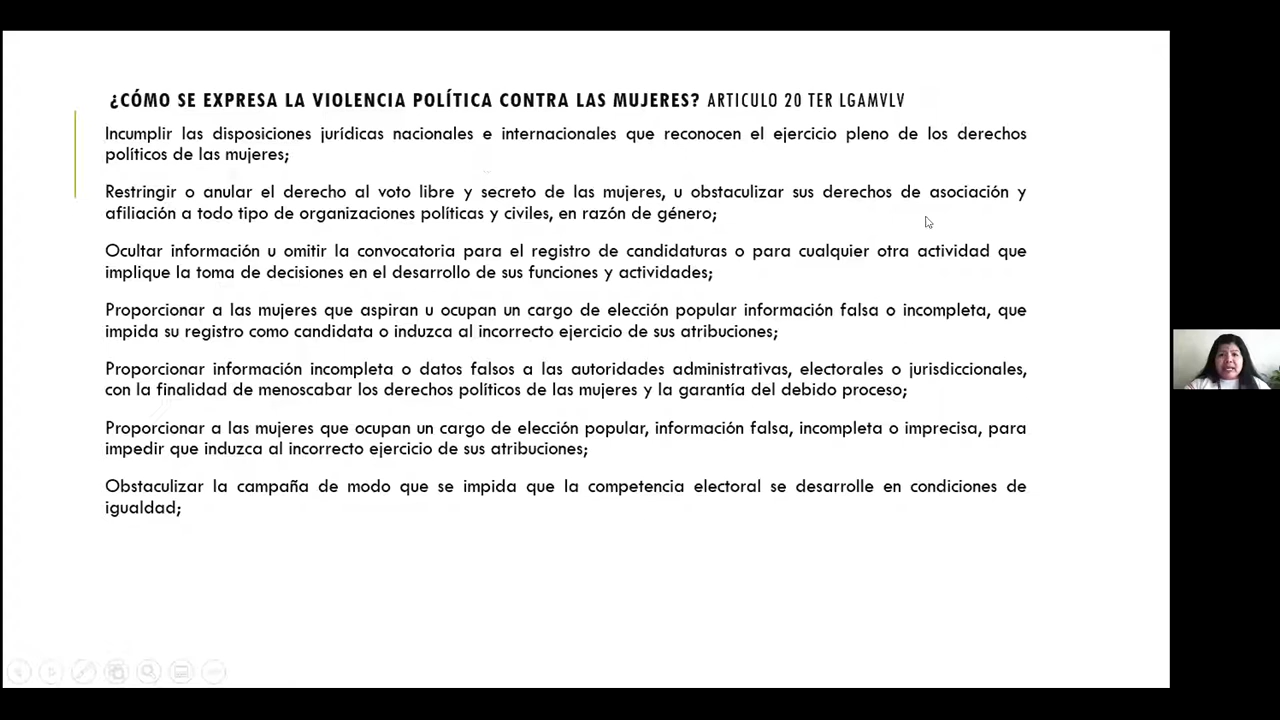 ¿CÓMO SE EXPRESA LA VIOLENCIA POLÍTICA CONTRA LAS MUJERES? ARTICULO 20 TER LGAMVLV
Incumplir las disposiciones jurídicas nacionales e internacionales que reconocen el ejercicio pleno de los derechos
políticos de las mujeres;
Restringir o anular el derecho al voto libre y secreto de las mujeres, u obstaculizar sus derechos de asociación y
afiliación a todo tipo de organizaciones políticas y civiles, en razón de género;
Ocultar información u omitir la convocatoria para el registro de candidaturas o para cualquier otra actividad que
implique la toma de decisiones en el desarrollo de sus funciones y actividades;
Proporcionar a las mujeres que aspiran u ocupan un cargo de elección popular información falsa o incompleta, que
impida su registro como candidata o induzca al incorrecto ejercicio de sus atribuciones;
Proporcionar información incompleta o datos falsos a las autoridades administrativas, electorales o jurisdiccionales,
con la finalidad de menoscabar los derechos políticos de las mujeres y la garantía del debido proceso;
Proporcionar a las mujeres que ocupan un cargo de elección popular, información falsa, incompleta o imprecisa, para
impedir que induzca al incorrecto ejercicio de sus atribuciones;
Obstaculizar la campaña de modo que se impida que la competencia electoral se desarrolle en condiciones de
igualdad;